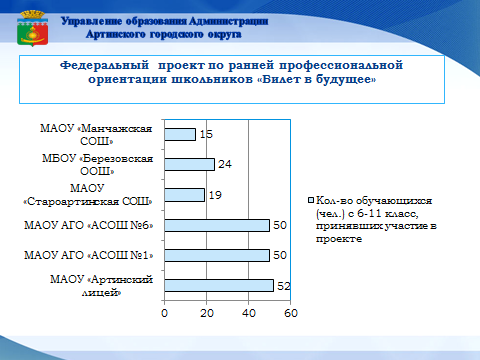 Управление образования Администрации
Артинского городского округа
Федеральный проект по ранней профессиональной
ориентации школьников «Билет в будущее»
МАОУ «Манчажская
СОШ»
15
МБОУ «Березовская
ООШ»
24
МАОУ
«Староартинская СОШ»
19
МАОУ АГО «АСОШ №6»
50
МАОУ АГО «АСОШ №1»
50
МАОУ «Артинский
лицей»
52
0 20 40 60
Кол-во обучающихся
(чел.) с 6-11 класс,
принявших участие в
проекте